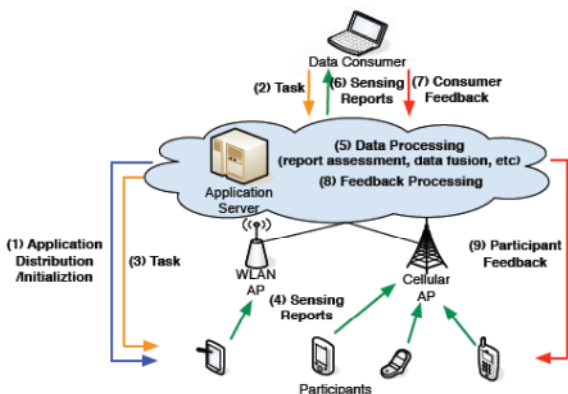 Data Consumer
(2) Task
(6) Sensing
Reports
(7) Consumer
Feedback
(5) Data Processing
(report assessment, data fusion, etc)
(8) Feedback Processing
Application
Server
(1) Application
Distribution
/Initializtion
(3) Task
WLAN
AP
(4) Sensing
Reports
Cellular
AP
(9) Participant
Feedback
Participants